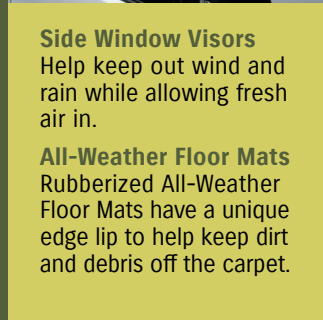 Side Window Visors
Help keep out wind and
rain while allowing fresh
air in.
All-Weather Floor Mats
Rubberized All-Weather
Floor Mats have a unique
edge lip to help keep dirt
and debris off the carpet.